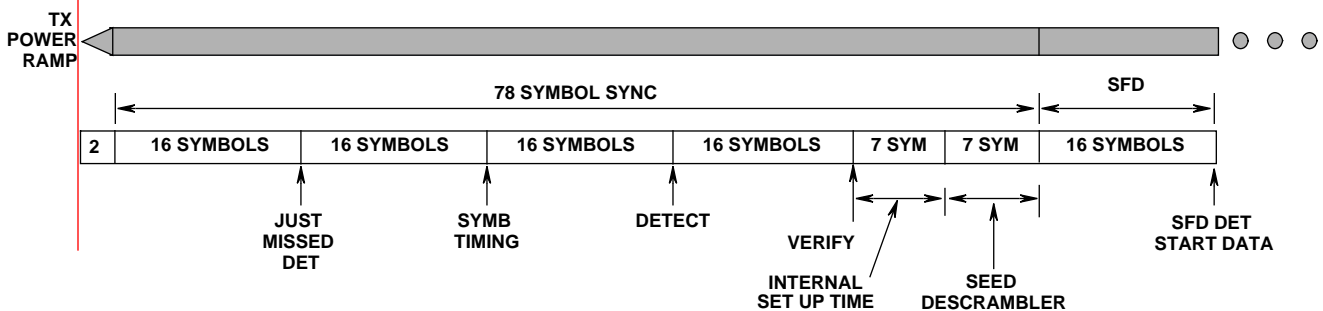 TX
POWER
RAMP
78 SYMBOL SYNC
SFD
2
16 SYMBOLS
16 SYMBOLS
16 SYMBOLS
16 SYMBOLS
7 SYM
7 SYM
16 SYMBOLS
JUST
MISSED
DET
SYMB
TIMING
DETECT
VERIFY
INTERNAL
SET UP TIME
SEED
DESCRAMBLER
SFD DET
START DATA